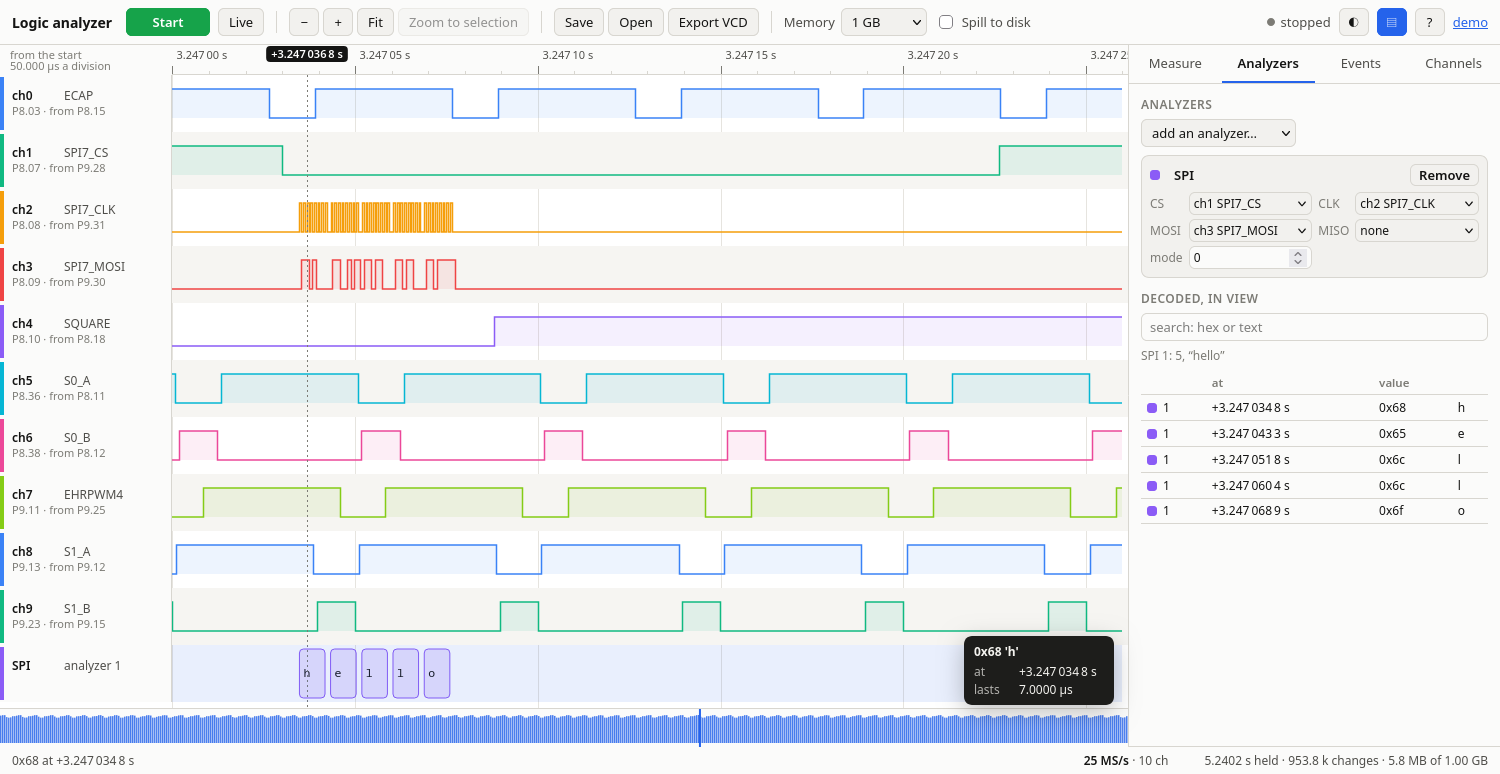 Logic analyzer Start Live − + Fit Zoom to selection Save Open Export VCD Memory 1 GB Spill to disk stopped ? demo
from the start
50.000 µs a division
3.247 00 s +3.247 036 8 s 3.247 05 s 3.247 10 s 3.247 15 s 3.247 20 s
ch0 ECAP
P8.03 · from P8.15
ch1 SPI7_CS
P8.07 · from P9.28
ch2 SPI7_CLK
P8.08 · from P9.31
ch3 SPI7_MOSI
P8.09 · from P9.30
ch4 SQUARE
P8.10 · from P8.18
ch5 S0_A
P8.36 · from P8.11
ch6 S0_B
P8.38 · from P8.12
ch7 EHRPWM4
P9.11 · from P9.25
ch8 S1_A
P9.13 · from P9.12
ch9 S1_B
P9.23 · from P9.15
SPI analyzer 1
h e l l o
0x68 'h'
at +3.247 034 8 s
lasts 7.0000 µs
Measure Analyzers Events Channels
ANALYZERS
add an analyzer...
SPI Remove
CS ch1 SPI7_CS CLK ch2 SPI7_CLK
MOSI ch3 SPI7_MOSI MISO none
mode 0
DECODED, IN VIEW
search: hex or text
SPI 1: 5, “hello”
at value
1 +3.247 034 8 s 0x68 h
1 +3.247 043 3 s 0x65 e
1 +3.247 051 8 s 0x6c l
1 +3.247 060 4 s 0x6c l
1 +3.247 068 9 s 0x6f o
0x68 at +3.247 034 8 s 25 MS/s · 10 ch 5.2402 s held · 953.8 k changes · 5.8 MB of 1.00 GB